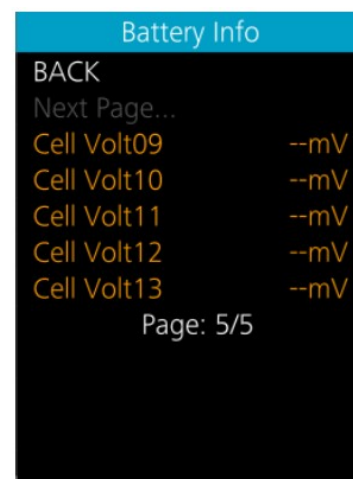 Battery Info
BACK
Next Page...
Cell Volt09 --mV
Cell Volt10 --mV
Cell Volt11 --mV
Cell Volt12 --mV
Cell Volt13 --mV
Page: 5/5